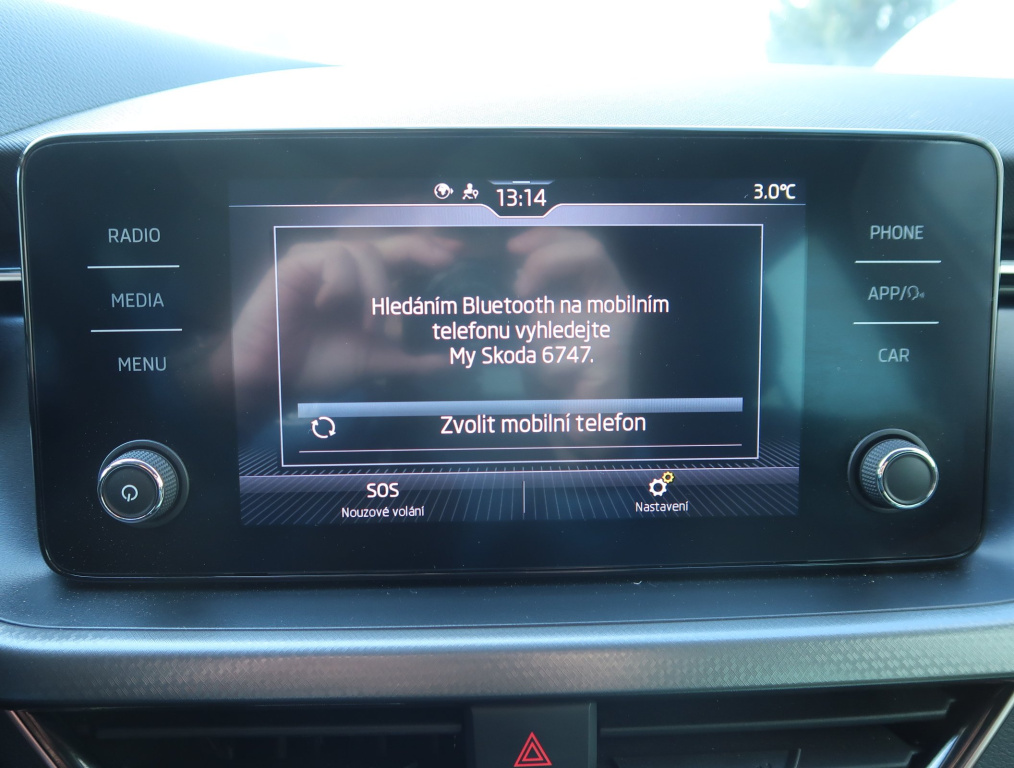 13:14
3.0°C
RADIO
MEDIA
MENU
Hledáním Bluetooth na mobilním
telefonu vyhledejte
My Skoda 6747.
Zvolit mobilní telefon
SOS
Nouzové volání
Nastavení
PHONE
APP/
CAR